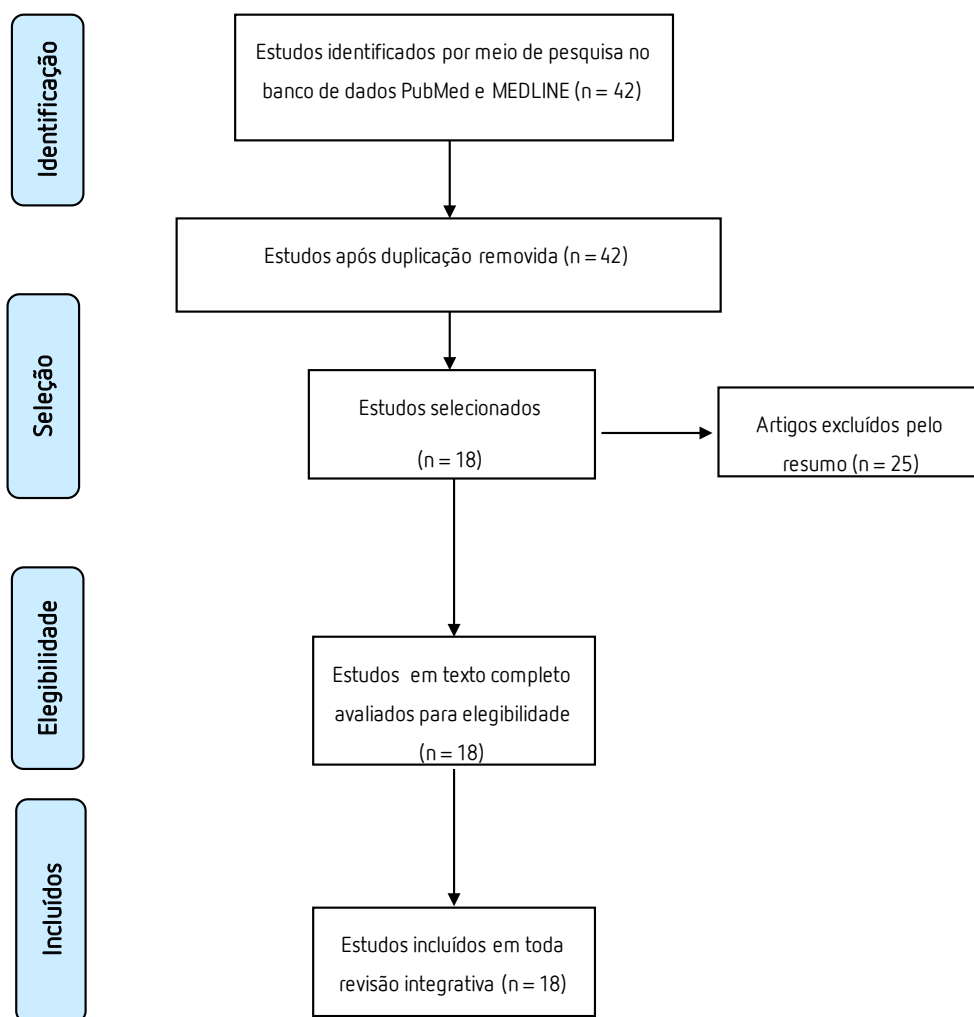 Identificação
Estudos identificados por meio de pesquisa no
banco de dados PubMed e MEDLINE (n = 42)
Estudos após duplicação removida (n = 42)
Seleção
Estudos selecionados
(n = 18)
Artigos excluídos pelo
resumo (n = 25)
Elegibilidade
Estudos em texto completo
avaliados para elegibilidade
(n = 18)
Incluídos
Estudos incluídos em toda
revisão integrativa (n = 18)